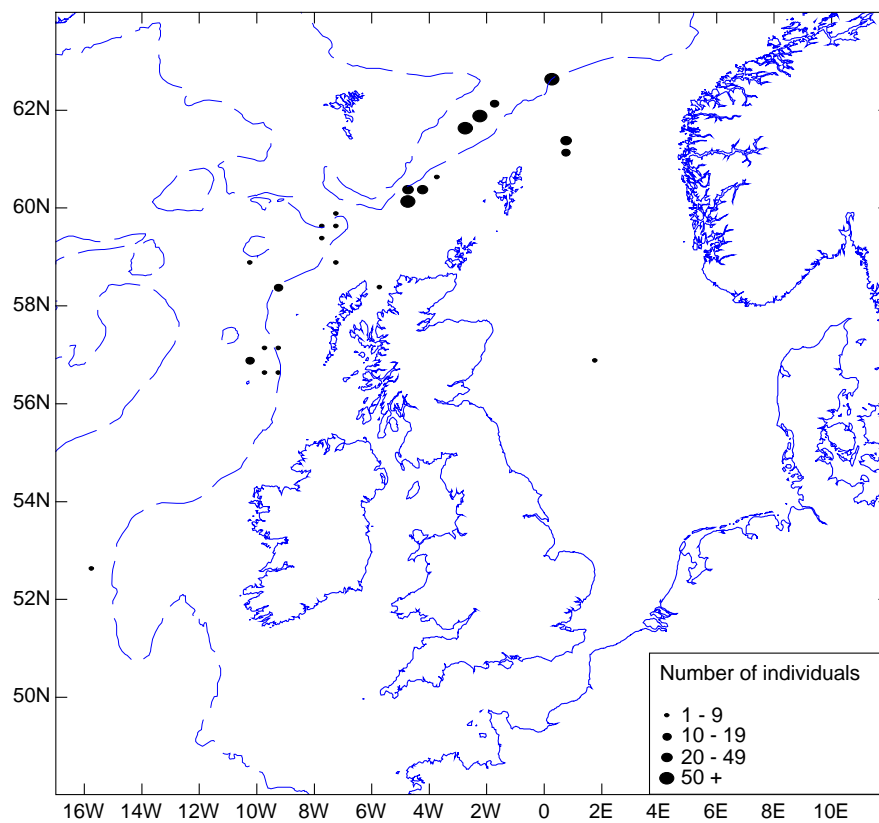 62N
60N
58N
56N
54N
52N
50N
Number of individuals
1 - 9
10 - 19
20 - 49
50 +
16W 14W 12W 10W 8W 6W 4W 2W 0 2E 4E 6E 8E 10E